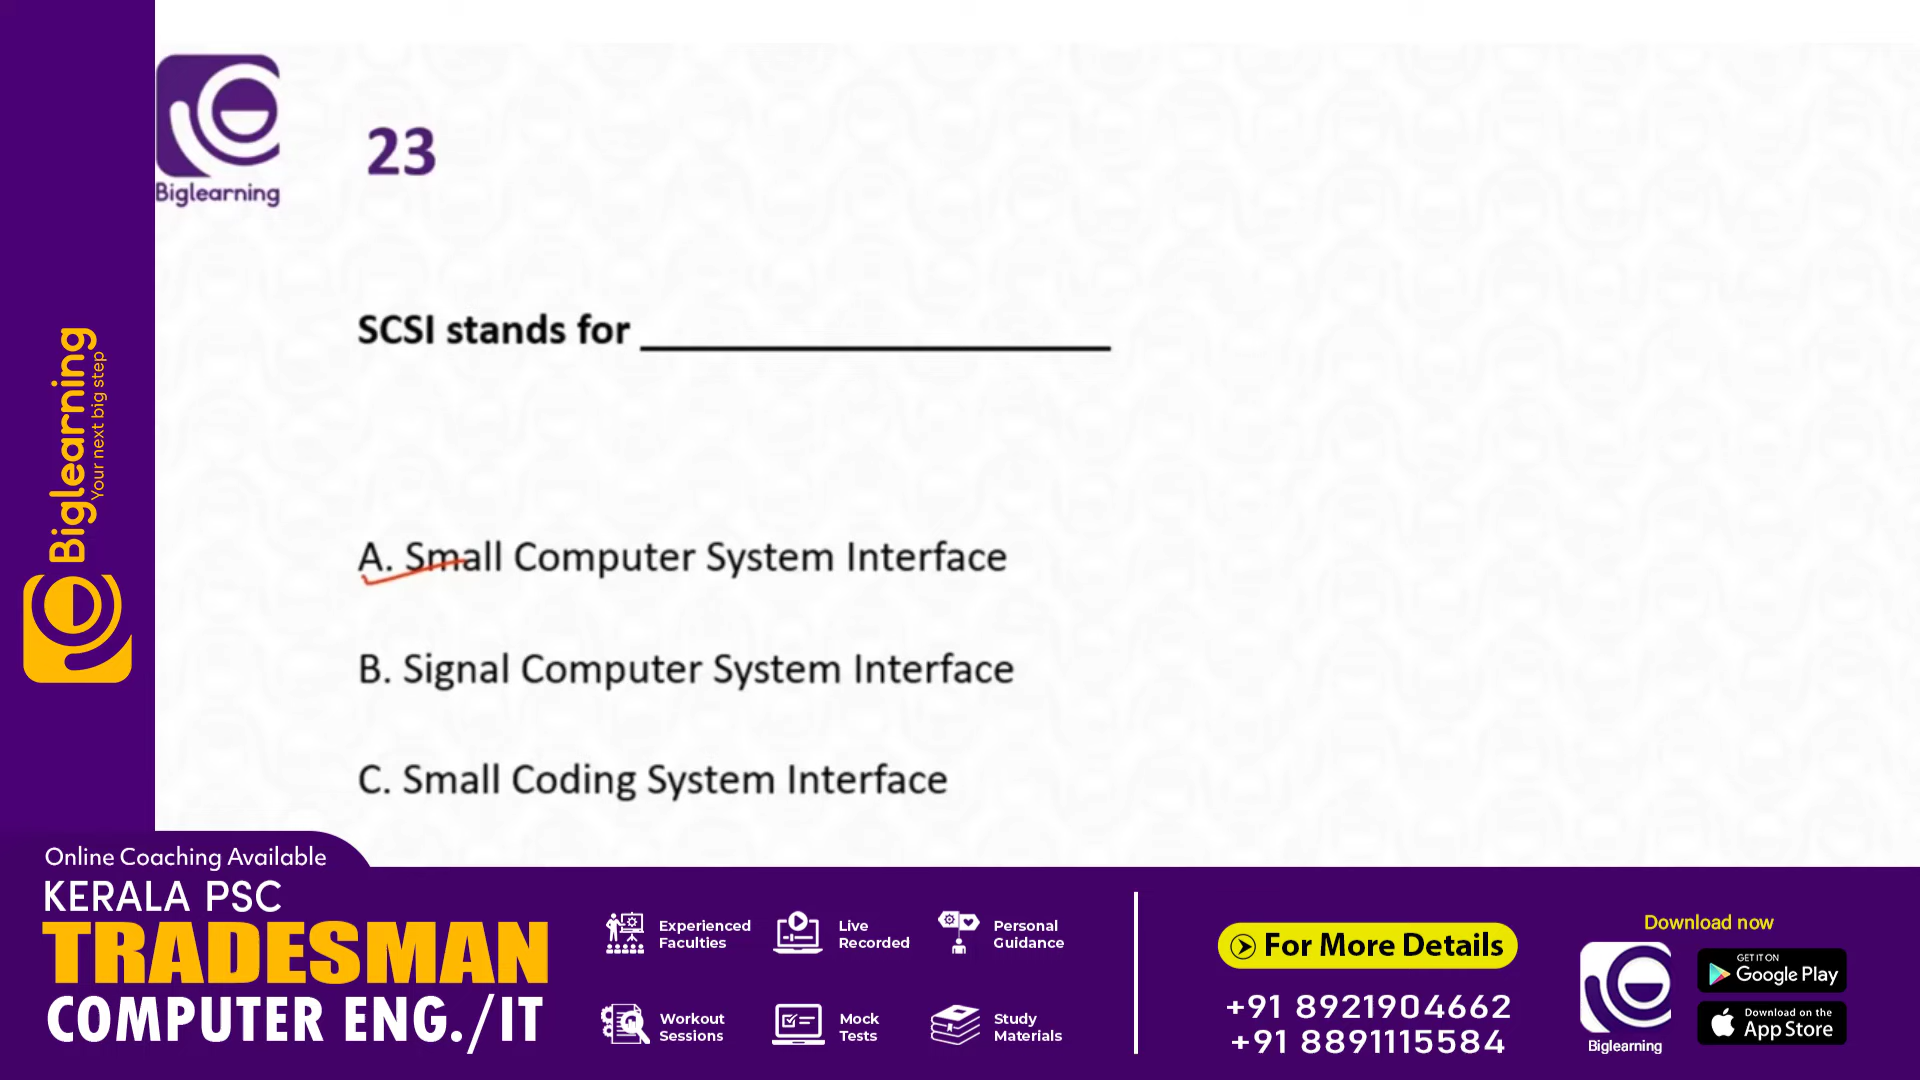 Biglearning
23
SCSI stands for ____________________
A. Small Computer System Interface
B. Signal Computer System Interface
C. Small Coding System Interface
Biglearning
Your next big step
Online Coaching Available
KERALA PSC
TRADESMAN
COMPUTER ENG./IT
Experienced
Faculties
Live
Recorded
Personal
Guidance
Workout
Sessions
Mock
Tests
Study
Materials
For More Details
+91 8921904662
+91 8891115584
Download now
Biglearning
GET IT ON
Google Play
Download on the
App Store